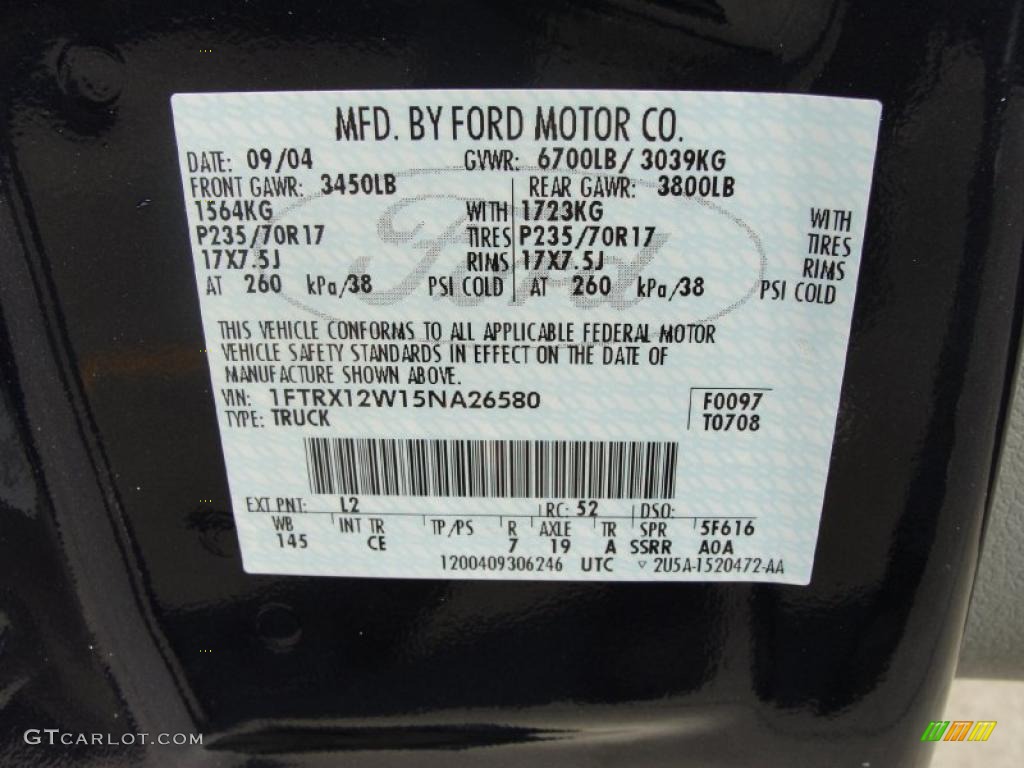 MFD. BY FORD MOTOR CO.
DATE: 09/04 GVWR: 6700LB/ 3039KG
FRONT GAWR: 3450LB REAR GAWR: 3800LB
1564KG WITH 1723KG WITH
P235/70R17 TIRES P235/70R17 TIRES
17X7.5J RIMS 17X7.5J RIMS
AT 260 kPa/38 PSI COLD AT 260 kPa/38 PSI COLD
Ford
THIS VEHICLE CONFORMS TO ALL APPLICABLE FEDERAL MOTOR
VEHICLE SAFETY STANDARDS IN EFFECT ON THE DATE OF
MANUFACTURE SHOWN ABOVE.
VIN: 1FTRX12W15NA26580 F0097
TYPE: TRUCK T0708
EXT PNT: L2 RC: 52 DSO:
WB INT TR TP/PS R AXLE TR SPR 5F616
145 CE 7 19 A SSRR A0A
1200409306246 UTC ▽ 2U5A-1520472-AA
GTCARLOT.COM